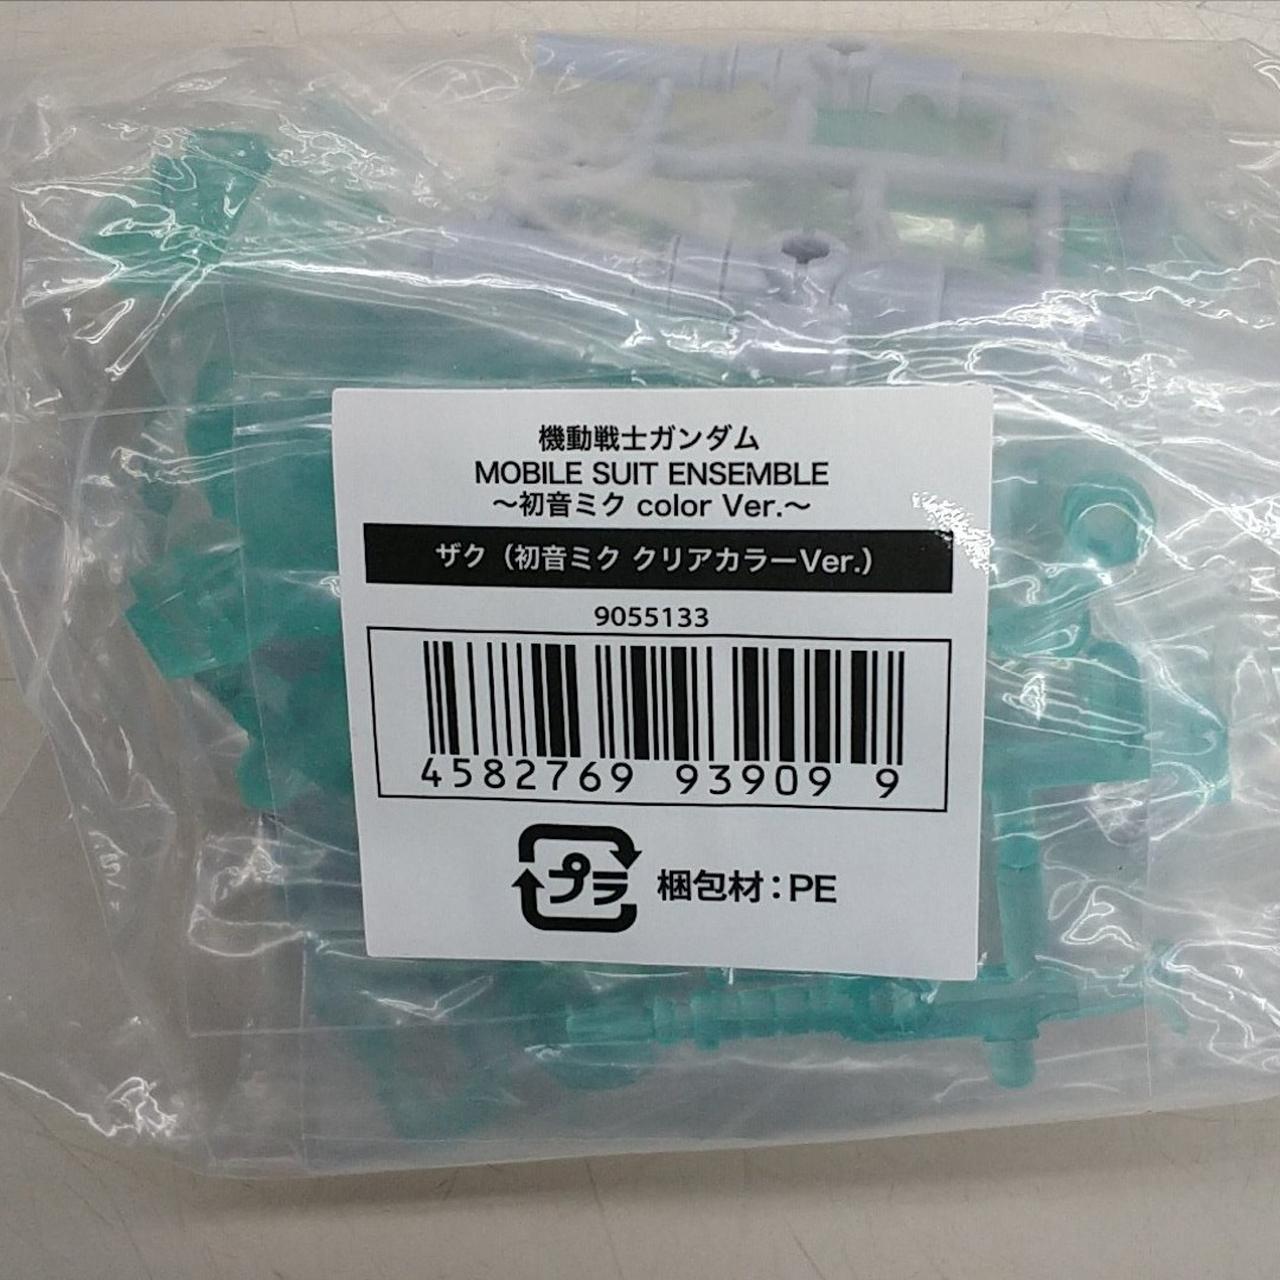 機動戦士ガンダム
MOBILE SUIT ENSEMBLE
～初音ミク color Ver.～
ザク（初音ミク クリアカラーVer.）
9055133
4582769 93909 9
プラ 梱包材：PE